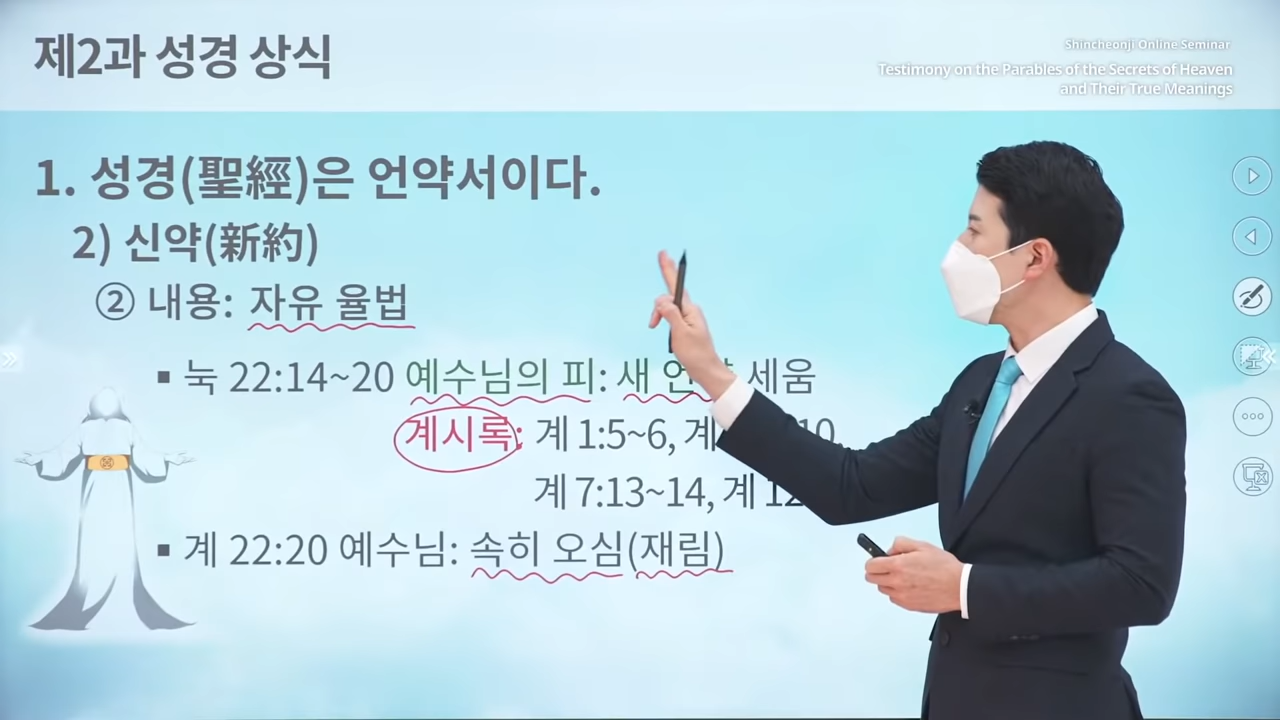 제2과 성경 상식
Shincheonji Online Seminar
Testimony on the Parables of the Secrets of Heaven
and Their True Meanings
1. 성경(聖經)은 언약서이다.
2) 신약(新約)
② 내용: 자유 율법
▪ 눅 22:14~20 예수님의 피: 새 세움
계시록: 계 1:5~6, 계 10,
계 7:13~14, 계 12
▪ 계 22:20 예수님: 속히 오심(재림)